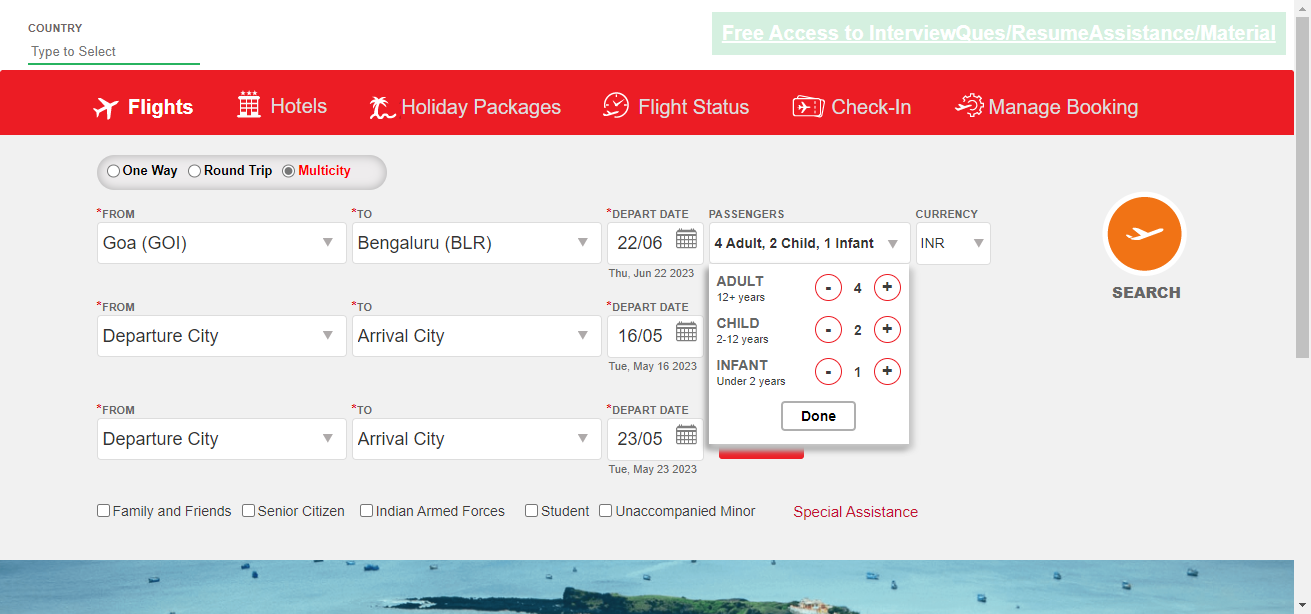 COUNTRY
Type to Select
Free Access to InterviewQues/ResumeAssistance/Material
Flights Hotels Holiday Packages Flight Status Check-In Manage Booking
One Way Round Trip Multicity
*FROM *TO *DEPART DATE PASSENGERS CURRENCY
Goa (GOI) Bengaluru (BLR) 22/06 4 Adult, 2 Child, 1 Infant INR
Thu, Jun 22 2023
ADULT - 4 +
12+ years
SEARCH
*FROM *TO *DEPART DATE
CHILD - 2 +
2-12 years
Departure City Arrival City 16/05
Tue, May 16 2023
INFANT - 1 +
Under 2 years
*FROM *TO *DEPART DATE
Done
Departure City Arrival City 23/05
Tue, May 23 2023
Family and Friends Senior Citizen Indian Armed Forces Student Unaccompanied Minor Special Assistance